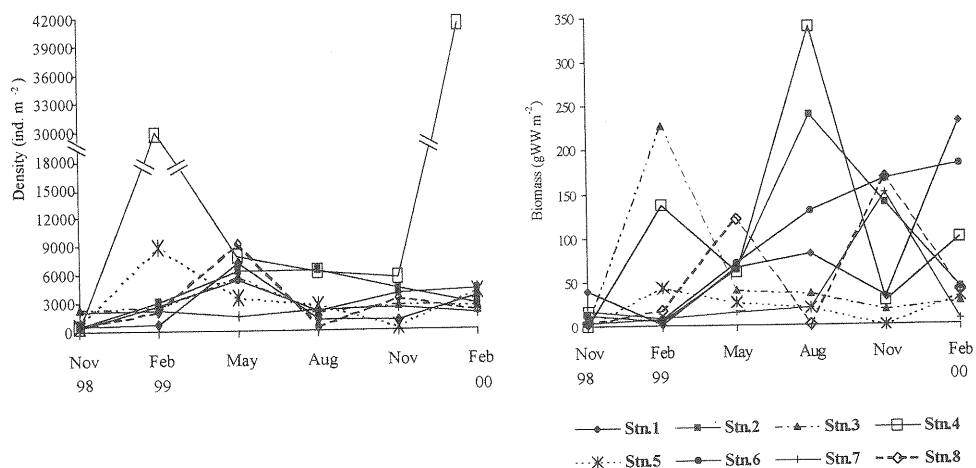 42000
39000
36000
33000
30000
18000
15000
12000
9000
6000
3000
0
Density (ind. m⁻²)
Nov Feb May Aug Nov Feb
98 99 00
350
300
250
200
150
100
50
0
Biomass (gWW m⁻²)
Nov Feb May Aug Nov Feb
98 99 00
Stn.1 Stn.2 Stn.3 Stn.4
Stn.5 Stn.6 Stn.7 Stn.8